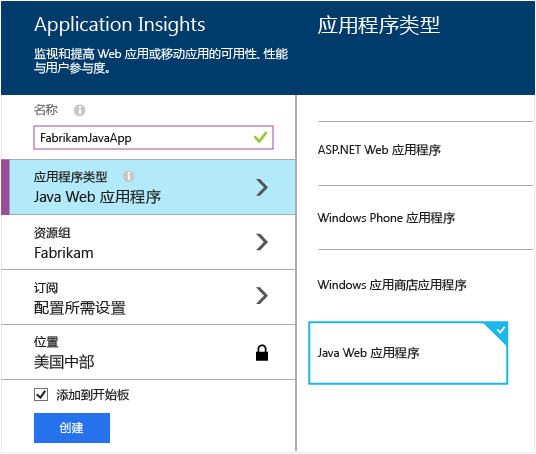 Application Insights
监视和提高 Web 应用或移动应用的可用性、性能
与用户参与度。
名称
FabrikamJavaApp
应用程序类型
Java Web 应用程序
资源组
Fabrikam
订阅
配置所需设置
位置
美国中部
添加到开始板
创建
应用程序类型
ASP.NET Web 应用程序
Windows Phone 应用程序
Windows 应用商店应用程序
Java Web 应用程序